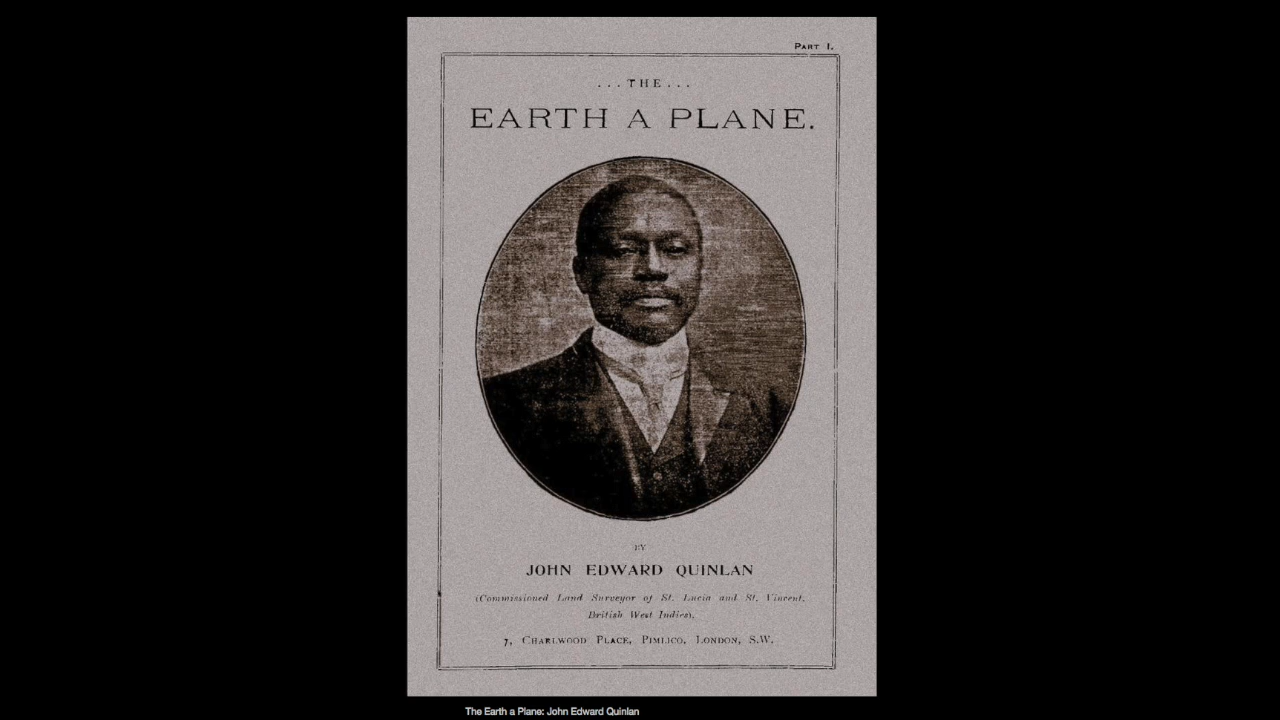 PART I.
...THE...
EARTH A PLANE.
BY
JOHN EDWARD QUINLAN
(Commissioned Land Surveyor of St. Lucia and St. Vincent,
British West Indies),
7, CHARLWOOD PLACE, PIMLICO, LONDON, S.W.
The Earth a Plane: John Edward Quinlan